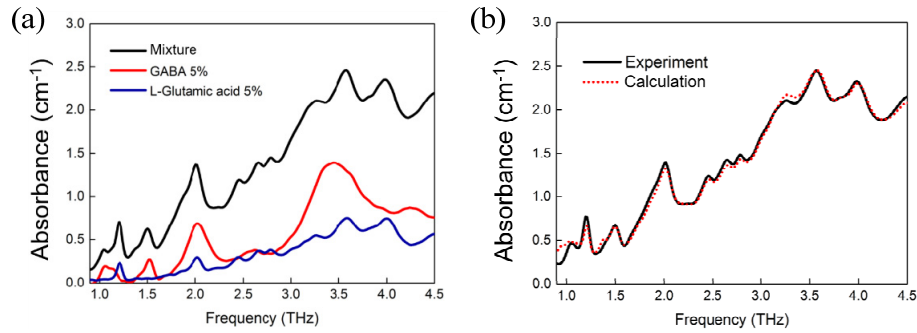 (a)
3.0
2.5
2.0
1.5
1.0
0.5
0.0
Absorbance (cm-1)
Mixture
GABA 5%
L-Glutamic acid 5%
1.0 1.5 2.0 2.5 3.0 3.5 4.0 4.5
Frequency (THz)
(b)
3.0
2.5
2.0
1.5
1.0
0.5
0.0
Absorbance (cm-1)
Experiment
Calculation
1.0 1.5 2.0 2.5 3.0 3.5 4.0 4.5
Frequency (THz)